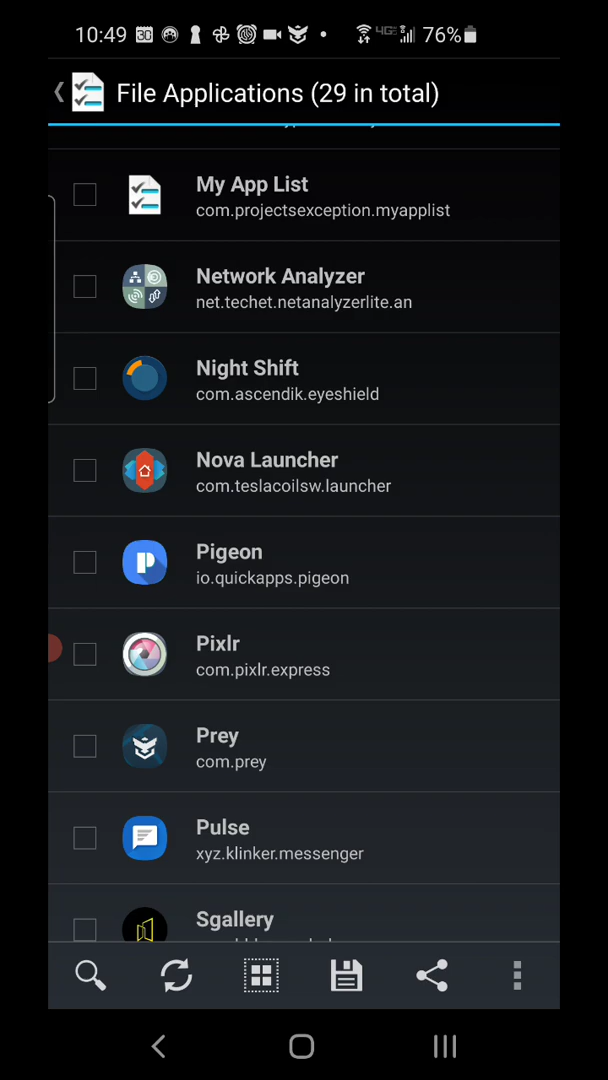 10:49 30 4GE 76%
File Applications (29 in total)
My App List
com.projectsexception.myapplist
Network Analyzer
net.techet.netanalyzerlite.an
Night Shift
com.ascendik.eyeshield
Nova Launcher
com.teslacoilsw.launcher
Pigeon
io.quickapps.pigeon
Pixlr
com.pixlr.express
Prey
com.prey
Pulse
xyz.klinker.messenger
Sgallery